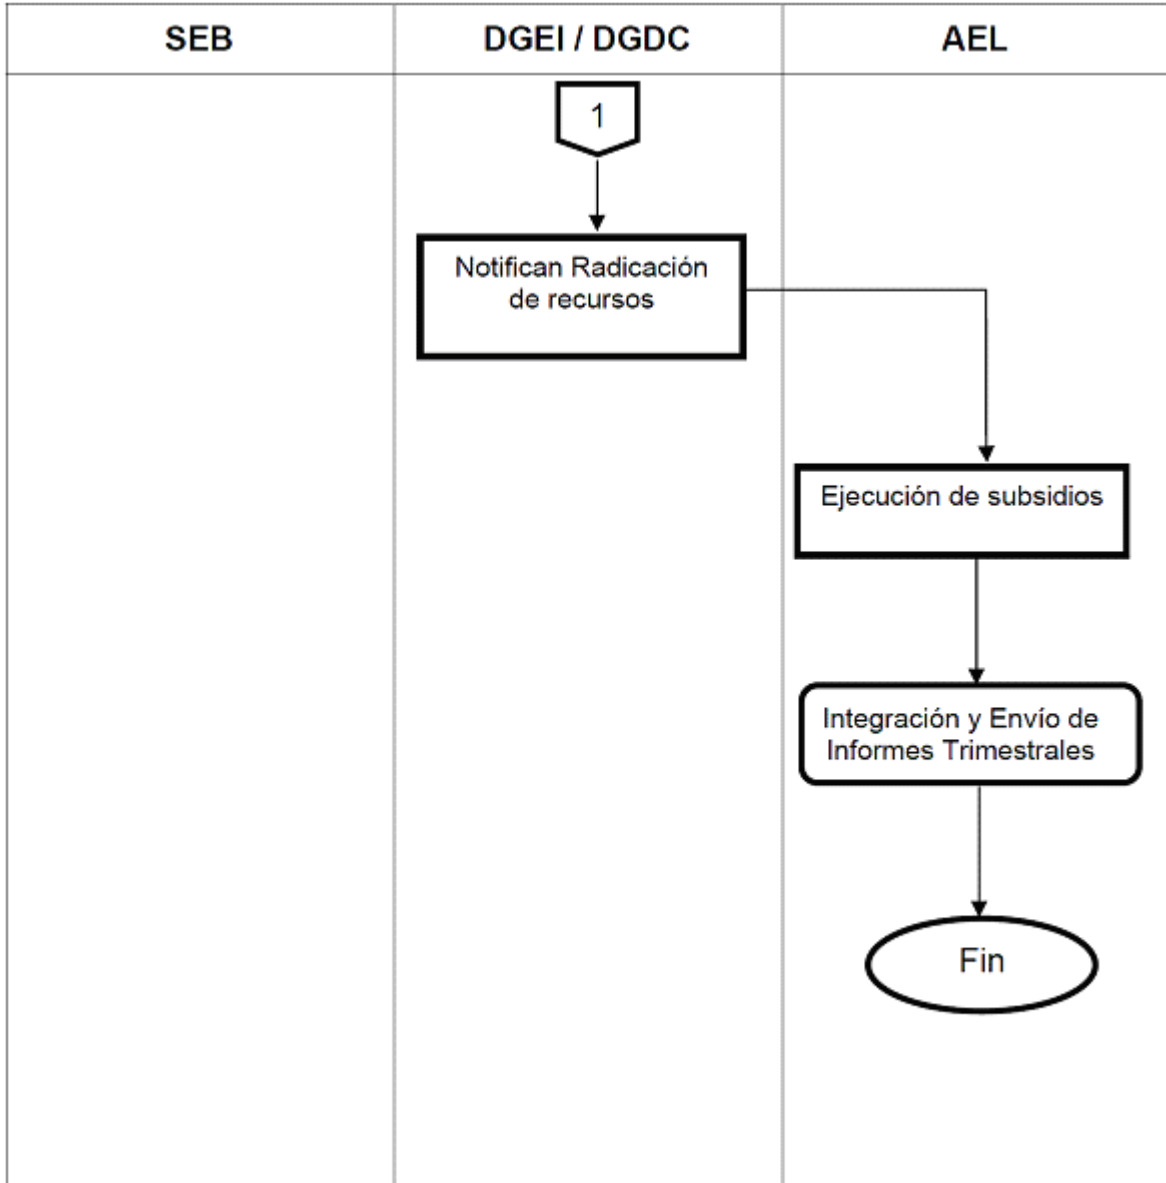 SEB
DGEI / DGDC
AEL
1
Notifican Radicación
de recursos
Ejecución de subsidios
Integración y Envío de
Informes Trimestrales
Fin